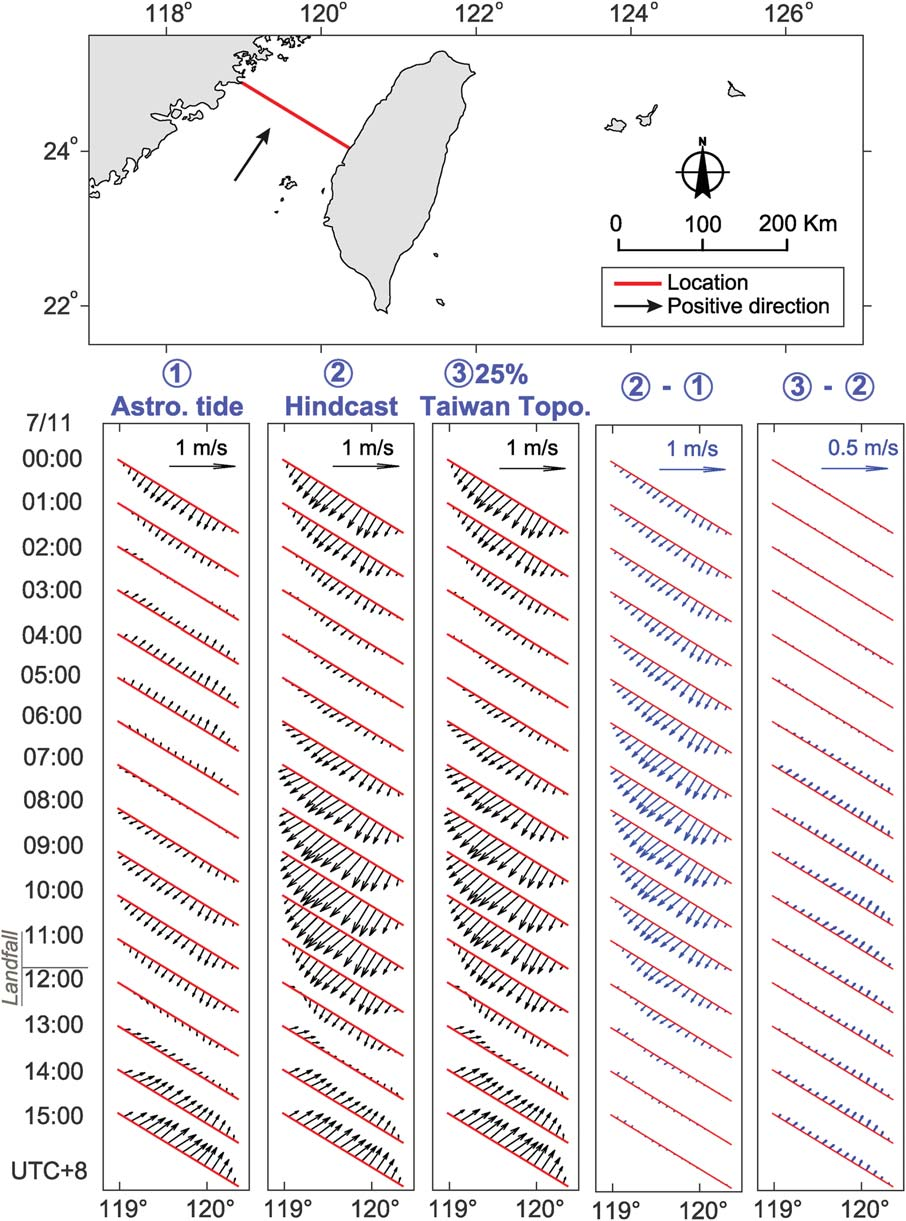 118° 120° 122° 124° 126°
24°
N
0 100 200 Km
Location
Positive direction
22°
① ② ③25% ② - ① ③ - ②
Astro. tide Hindcast Taiwan Topo.
7/11
1 m/s 1 m/s 1 m/s 1 m/s 0.5 m/s
00:00
01:00
02:00
03:00
04:00
05:00
06:00
07:00
08:00
09:00
10:00
11:00
Landfall
12:00
13:00
14:00
15:00
UTC+8
119° 120° 119° 120° 119° 120° 119° 120° 119° 120°